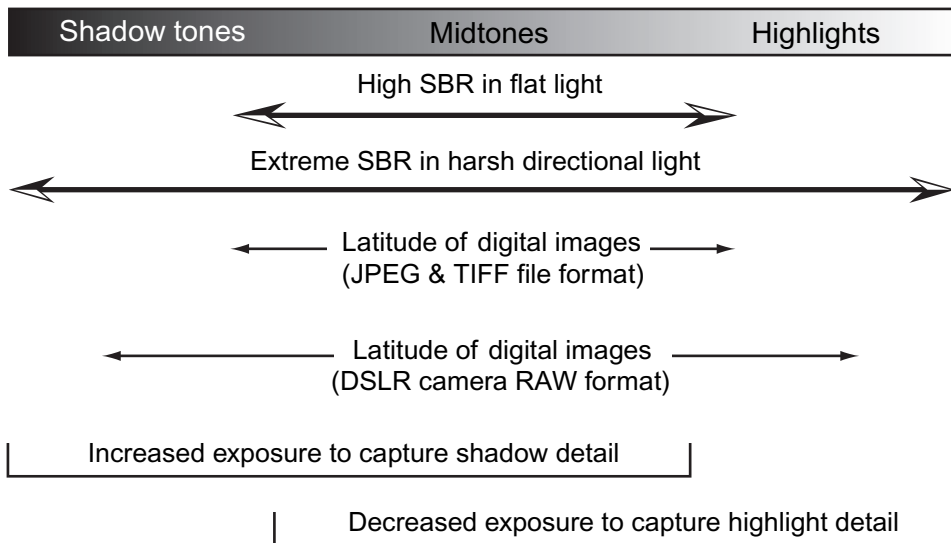 Shadow tones Midtones Highlights
High SBR in flat light
Extreme SBR in harsh directional light
Latitude of digital images
(JPEG & TIFF file format)
Latitude of digital images
(DSLR camera RAW format)
Increased exposure to capture shadow detail
Decreased exposure to capture highlight detail